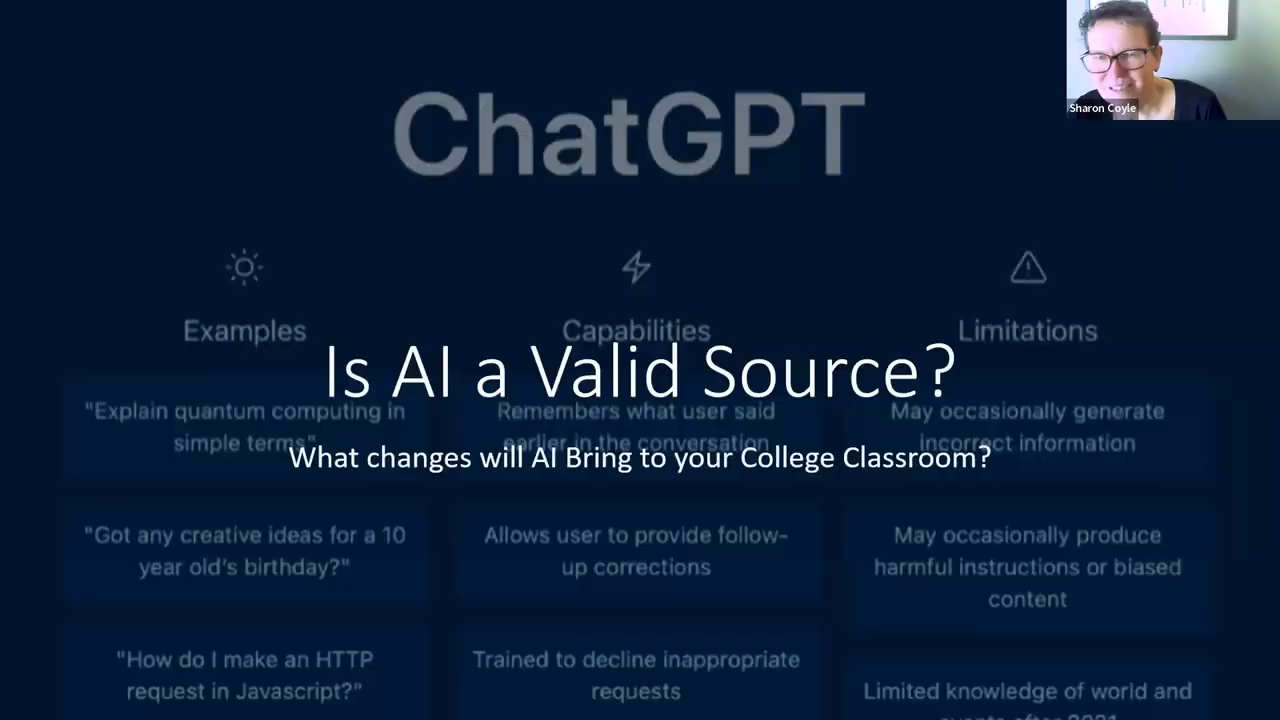 Sharon Coyle
ChatGPT
Examples
Capabilities
Limitations
Is AI a Valid Source?
What changes will AI Bring to your College Classroom?
"Explain quantum computing in
simple terms"
Remembers what user said
earlier in the conversation
May occasionally generate
incorrect information
"Got any creative ideas for a 10
year old's birthday?"
Allows user to provide follow-
up corrections
May occasionally produce
harmful instructions or biased
content
"How do I make an HTTP
request in Javascript?"
Trained to decline inappropriate
requests
Limited knowledge of world and
events after 2021